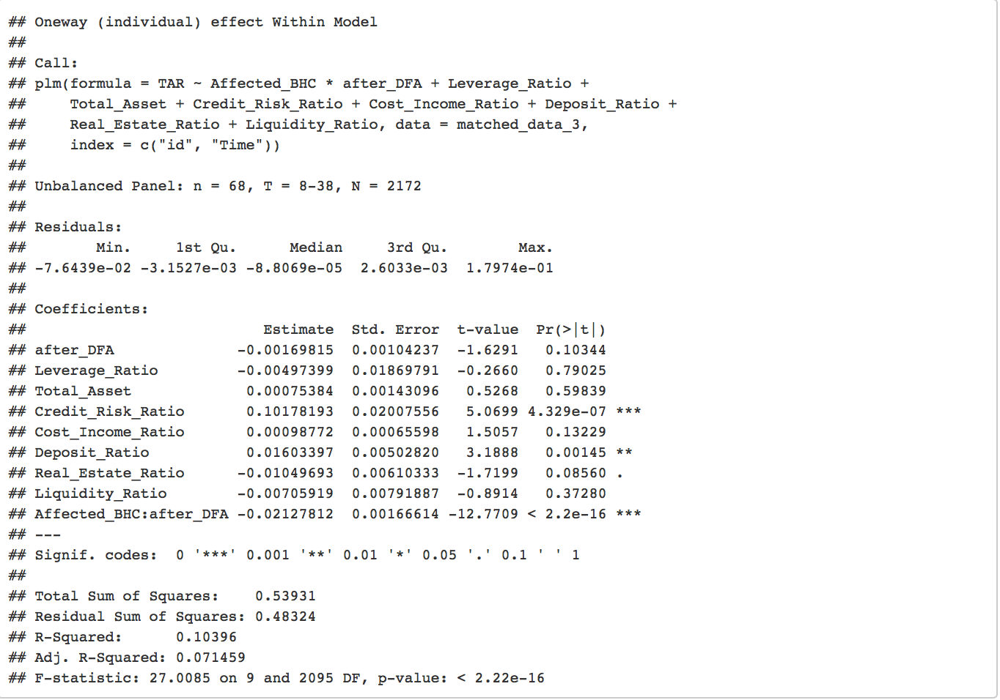 ## Oneway (individual) effect Within Model
##
## Call:
## plm(formula = TAR ~ Affected_BHC * after_DFA + Leverage_Ratio +
##     Total_Asset + Credit_Risk_Ratio + Cost_Income_Ratio + Deposit_Ratio +
##     Real_Estate_Ratio + Liquidity_Ratio, data = matched_data_3,
##     index = c("id", "Time"))
##
## Unbalanced Panel: n = 68, T = 8-38, N = 2172
##
## Residuals:
##        Min.     1st Qu.      Median     3rd Qu.        Max.
## -7.6439e-02 -3.1527e-03 -8.8069e-05  2.6033e-03  1.7974e-01
##
## Coefficients:
##                           Estimate  Std. Error  t-value  Pr(>|t|)
## after_DFA              -0.00169815  0.00104237  -1.6291   0.10344
## Leverage_Ratio         -0.00497399  0.01869791  -0.2660   0.79025
## Total_Asset             0.00075384  0.00143096   0.5268   0.59839
## Credit_Risk_Ratio       0.10178193  0.02007556   5.0699 4.329e-07 ***
## Cost_Income_Ratio       0.00098772  0.00065598   1.5057   0.13229
## Deposit_Ratio           0.01603397  0.00502820   3.1888   0.00145 **
## Real_Estate_Ratio      -0.01049693  0.00610333  -1.7199   0.08560 .
## Liquidity_Ratio        -0.00705919  0.00791887  -0.8914   0.37280
## Affected_BHC:after_DFA -0.02127812  0.00166614 -12.7709 < 2.2e-16 ***
## ---
## Signif. codes:  0 '***' 0.001 '**' 0.01 '*' 0.05 '.' 0.1 ' ' 1
##
## Total Sum of Squares:    0.53931
## Residual Sum of Squares: 0.48324
## R-Squared:      0.10396
## Adj. R-Squared: 0.071459
## F-statistic: 27.0085 on 9 and 2095 DF, p-value: < 2.22e-16